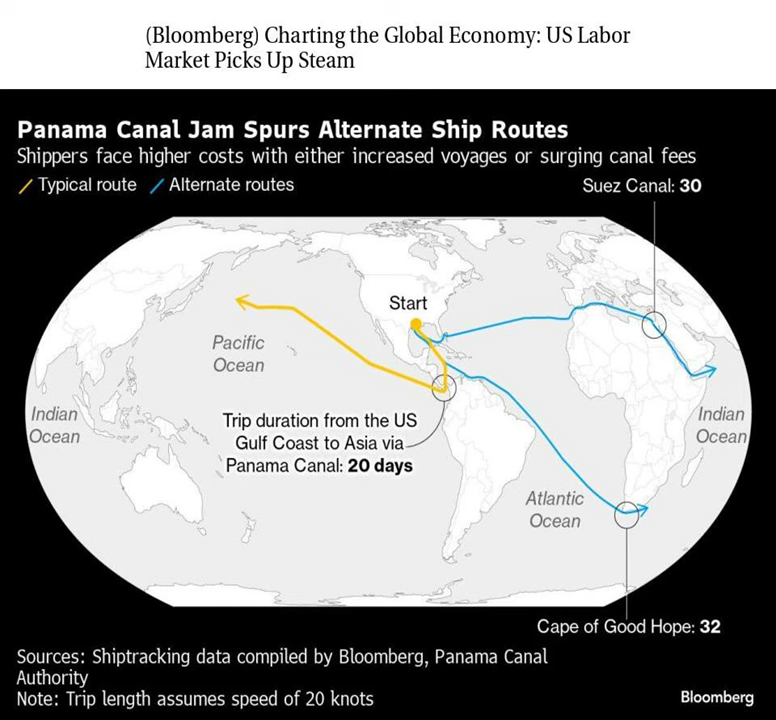 (Bloomberg) Charting the Global Economy: US Labor
Market Picks Up Steam
Panama Canal Jam Spurs Alternate Ship Routes
Shippers face higher costs with either increased voyages or surging canal fees
Typical route
Alternate routes
Suez Canal: 30
Start
Pacific
Ocean
Indian
Ocean
Trip duration from the US
Gulf Coast to Asia via
Panama Canal: 20 days
Indian
Ocean
Atlantic
Ocean
Cape of Good Hope: 32
Sources: Shiptracking data compiled by Bloomberg, Panama Canal
Authority
Note: Trip length assumes speed of 20 knots
Bloomberg